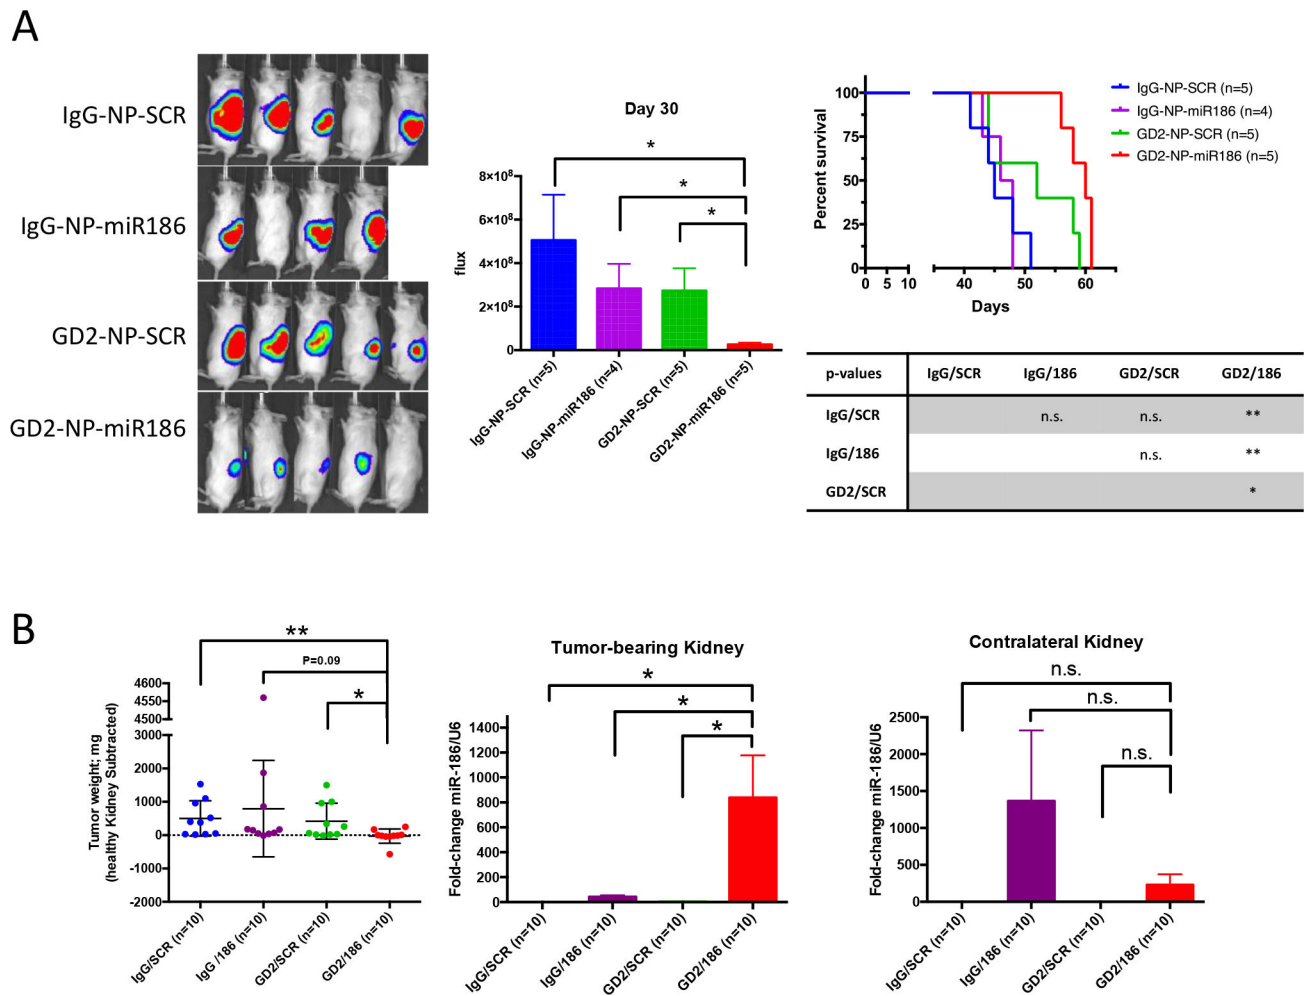 A
IgG-NP-SCR
IgG-NP-miR186
GD2-NP-SCR
GD2-NP-miR186
Day 30
*
*
*
8×10⁸
6×10⁸
4×10⁸
2×10⁸
0
flux
IgG-NP-SCR (n=5)
IgG-NP-miR186 (n=4)
GD2-NP-SCR (n=5)
GD2-NP-miR186 (n=5)
Percent survival
100
75
50
25
0
0 5 10 40 50 60
Days
IgG-NP-SCR (n=5)
IgG-NP-miR186 (n=4)
GD2-NP-SCR (n=5)
GD2-NP-miR186 (n=5)
p-values IgG/SCR IgG/186 GD2/SCR GD2/186
IgG/SCR n.s. n.s. **
IgG/186 n.s. **
GD2/SCR *
B
**
P=0.09
*
Tumor weight; mg
(healthy Kidney Subtracted)
4600
4550
4500
3000
2000
1000
0
-1000
-2000
IgG/SCR (n=10)
IgG /186 (n=10)
GD2/SCR (n=10)
GD2/186 (n=10)
Tumor-bearing Kidney
*
*
*
Fold-change miR-186/U6
1400
1200
1000
800
600
400
200
0
IgG/SCR (n=10)
IgG/186 (n=10)
GD2/SCR (n=10)
GD2/186 (n=10)
Contralateral Kidney
n.s.
n.s.
n.s.
Fold-change miR-186/U6
2500
2000
1500
1000
500
0
IgG/SCR (n=10)
IgG/186 (n=10)
GD2/SCR (n=10)
GD2/186 (n=10)